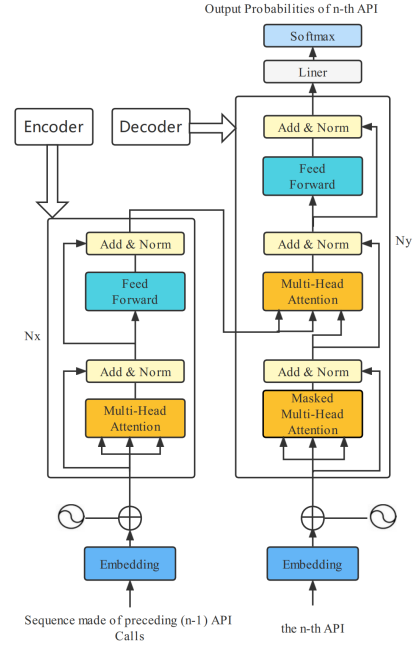 Output Probabilities of n-th API
Softmax
Liner
Encoder
Decoder
Add & Norm
Feed
Forward
Add & Norm
Multi-Head
Attention
Add & Norm
Masked
Multi-Head
Attention
Ny
Add & Norm
Feed
Forward
Nx
Add & Norm
Multi-Head
Attention
Embedding
Embedding
Sequence made of preceding (n-1) API
Calls
the n-th API